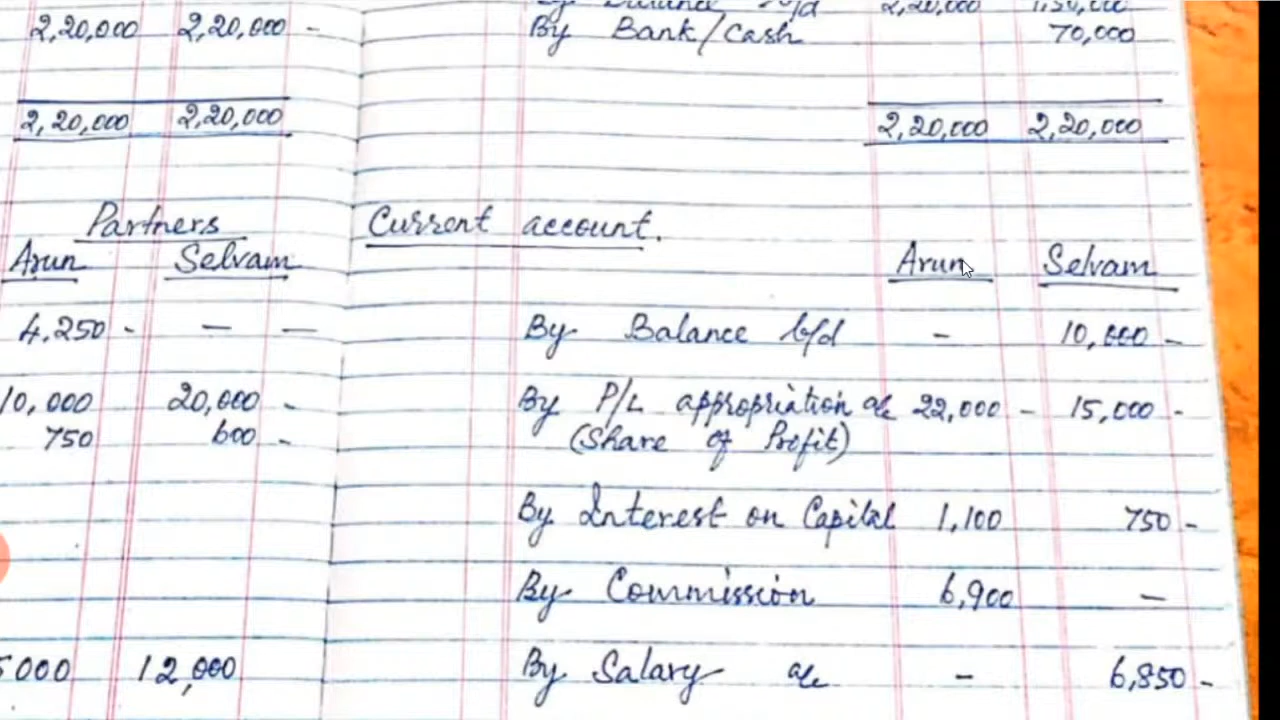 2,20,000 2,20,000 - By Bank/Cash 70,000
2,20,000 2,20,000 2,20,000 2,20,000
Partners Current account.
Arun Selvam Arun Selvam
4,250 - — — By Balance b/d - 10,000 -
10,000 20,000 - By P/L appropriation a/c 22,000 - 15,000 -
750 600 - (Share of Profit)
By Interest on Capital 1,100 750 -
By Commission 6,900 —
12,000 By Salary a/c - 6,850 -